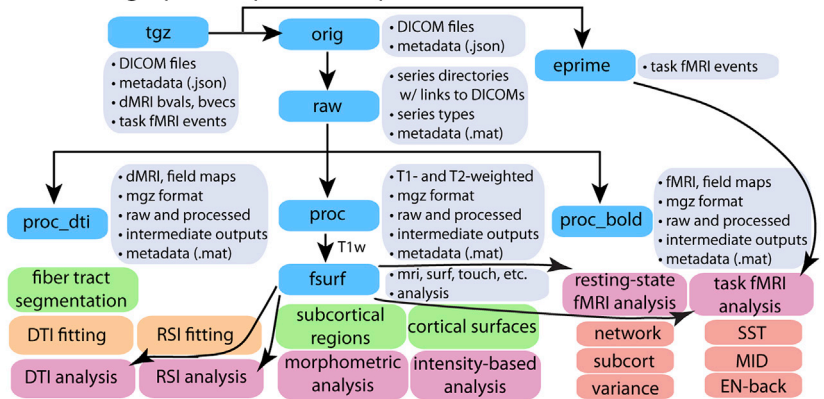 tgz
• DICOM files
• metadata (.json)
• dMRI bvals, bvecs
• task fMRI events
orig
• DICOM files
• metadata (.json)
eprime
• task fMRI events
raw
• series directories
w/ links to DICOMs
• series types
• metadata (.mat)
proc_dti
• dMRI, field maps
• mgz format
• raw and processed
• intermediate outputs
• metadata (.mat)
proc
• T1- and T2-weighted
• mgz format
• raw and processed
• intermediate outputs
• metadata (.mat)
proc_bold
• fMRI, field maps
• mgz format
• raw and processed
• intermediate outputs
• metadata (.mat)
T1w
fsurf
• mri, surf, touch, etc.
• analysis
fiber tract
segmentation
DTI fitting
RSI fitting
DTI analysis
RSI analysis
subcortical
regions
cortical surfaces
morphometric
analysis
intensity-based
analysis
resting-state
fMRI analysis
network
subcort
variance
task fMRI
analysis
SST
MID
EN-back